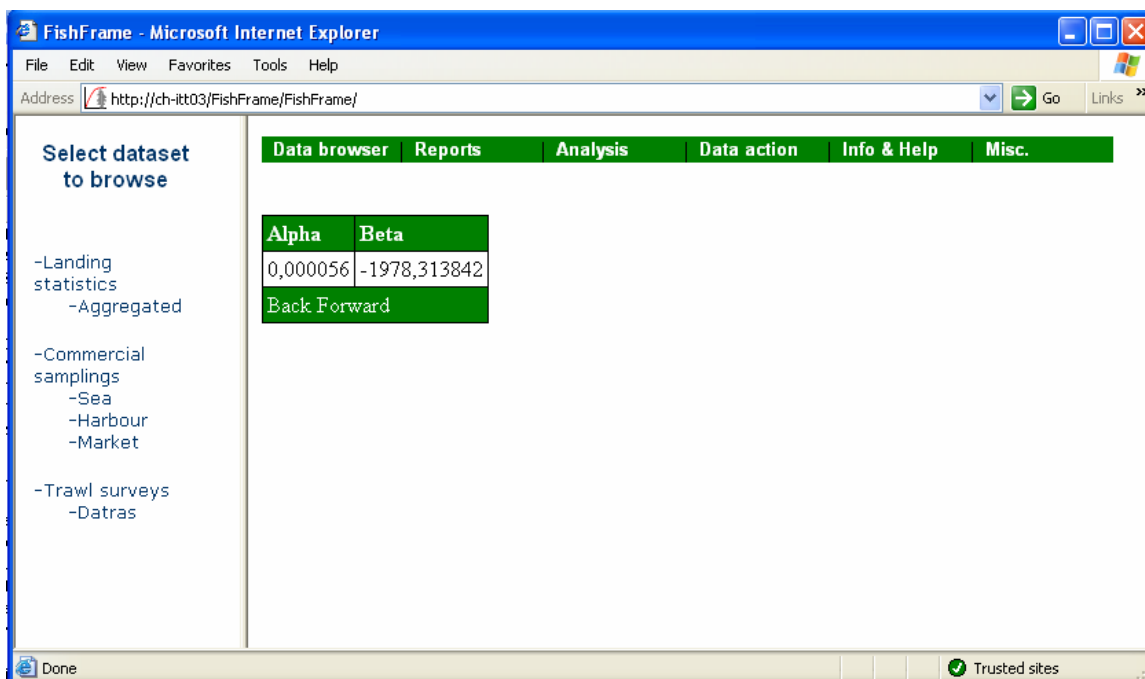 FishFrame - Microsoft Internet Explorer
File Edit View Favorites Tools Help
Address http://ch-itt03/FishFrame/FishFrame/ Go Links »
Select dataset
to browse
-Landing
statistics
-Aggregated
-Commercial
samplings
-Sea
-Harbour
-Market
-Trawl surveys
-Datras
Data browser Reports Analysis Data action Info & Help Misc.
Alpha Beta
0,000056 -1978,313842
Back Forward
Done Trusted sites